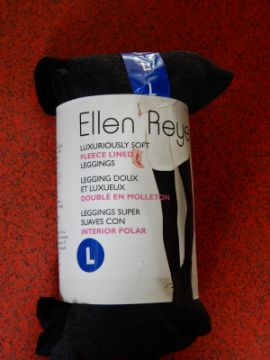 Ellen Reye
LUXURIOUSLY SOFT
FLEECE LINED
LEGGINGS
LEGGING DOUX
ET LUXUEUX
DOUBLÉ EN MOLLETON
LEGGINGS SUPER
SUAVES CON
INTERIOR POLAR
L